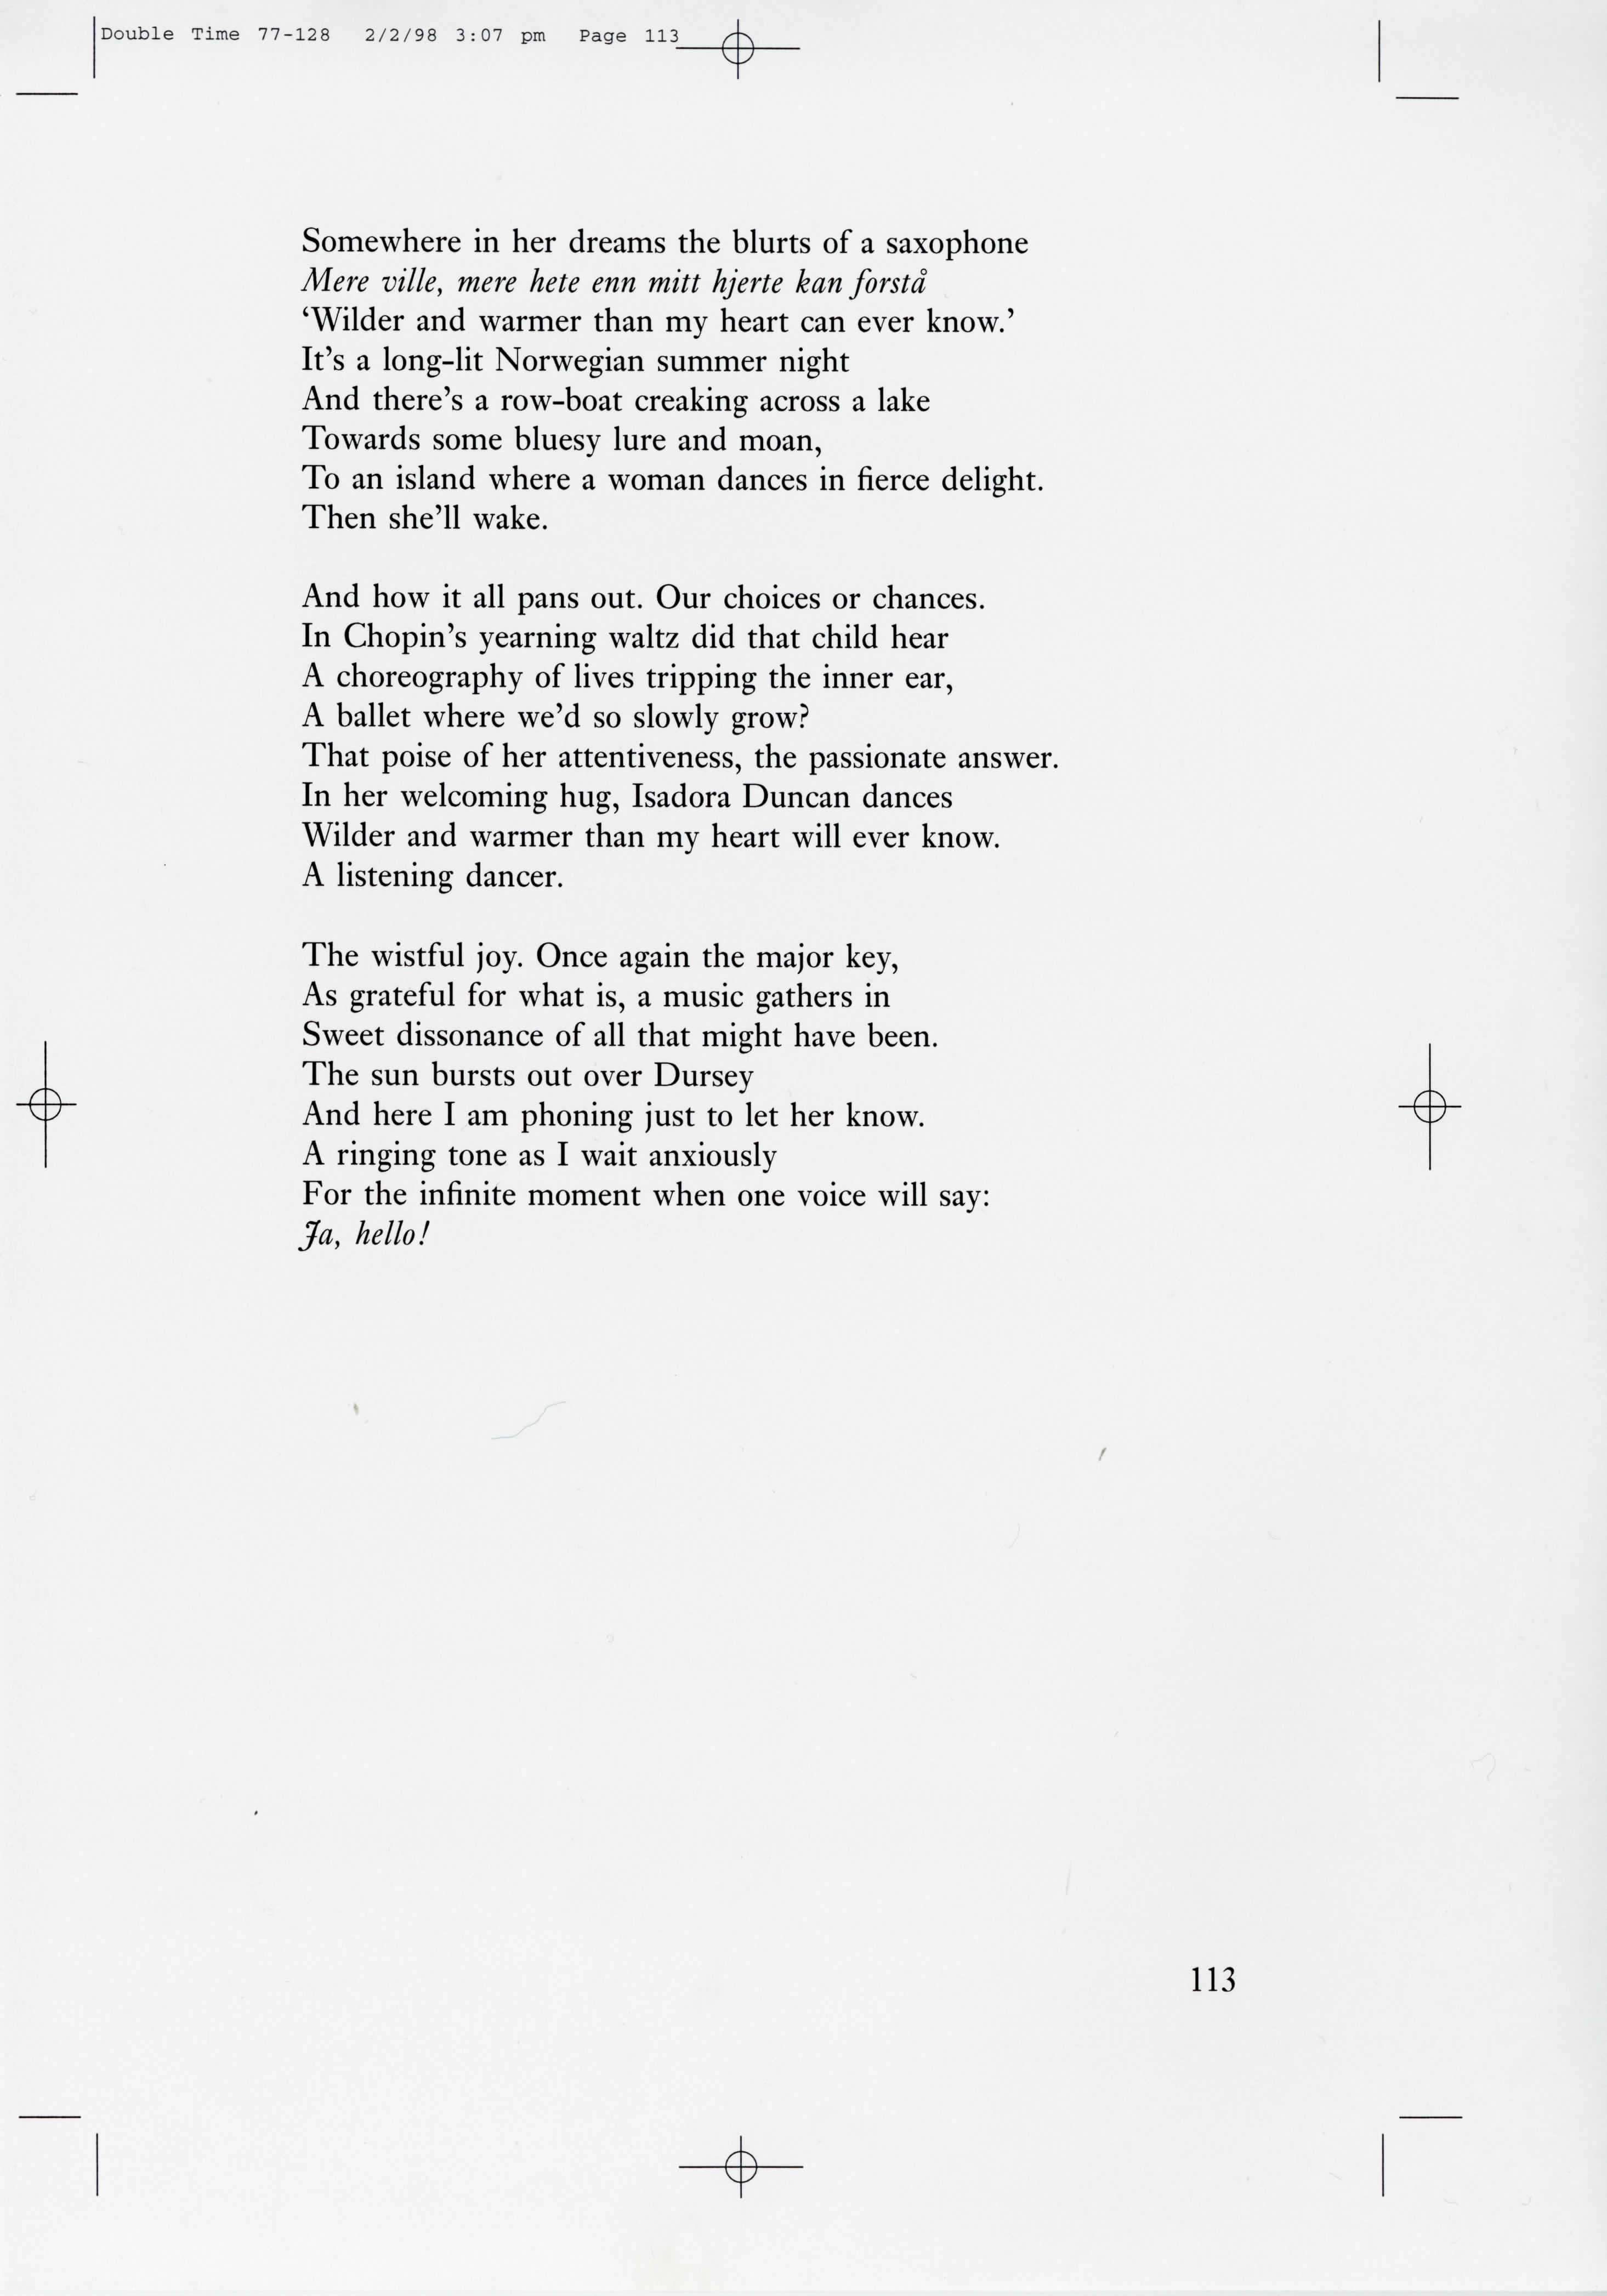 Double Time 77-128 2/2/98 3:07 pm Page 113
Somewhere in her dreams the blurts of a saxophone
Mere ville, mere hete enn mitt hjerte kan forstå
‘Wilder and warmer than my heart can ever know.’
It’s a long-lit Norwegian summer night
And there’s a row-boat creaking across a lake
Towards some bluesy lure and moan,
To an island where a woman dances in fierce delight.
Then she’ll wake.

And how it all pans out. Our choices or chances.
In Chopin’s yearning waltz did that child hear
A choreography of lives tripping the inner ear,
A ballet where we’d so slowly grow?
That poise of her attentiveness, the passionate answer.
In her welcoming hug, Isadora Duncan dances
Wilder and warmer than my heart will ever know.
A listening dancer.

The wistful joy. Once again the major key,
As grateful for what is, a music gathers in
Sweet dissonance of all that might have been.
The sun bursts out over Dursey
And here I am phoning just to let her know.
A ringing tone as I wait anxiously
For the infinite moment when one voice will say:
Ja, hello!

113